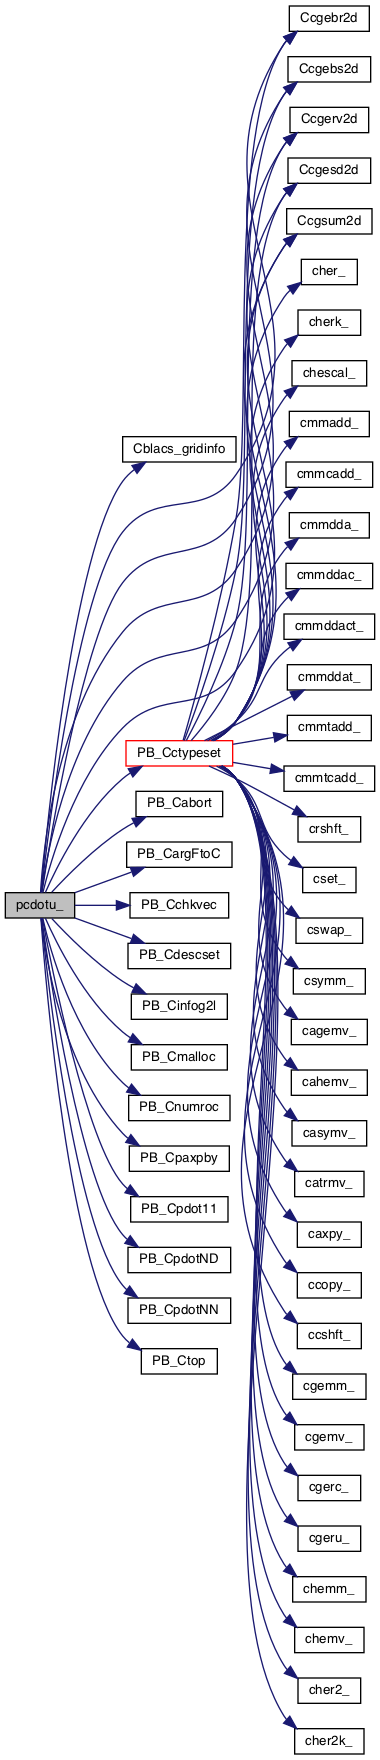 pcdotu_
Cblacs_gridinfo
PB_Cctypeset
PB_Cabort
PB_CargFtoC
PB_Cchkvec
PB_Cdescset
PB_Cinfog2l
PB_Cmalloc
PB_Cnumroc
PB_Cpaxpby
PB_Cpdot11
PB_CpdotND
PB_CpdotNN
PB_Ctop
Ccgebr2d
Ccgebs2d
Ccgerv2d
Ccgesd2d
Ccgsum2d
cher_
cherk_
chescal_
cmmadd_
cmmcadd_
cmmdda_
cmmddac_
cmmddact_
cmmddat_
cmmtadd_
cmmtcadd_
crshft_
cset_
cswap_
csymm_
cagemv_
cahemv_
casymv_
catrmv_
caxpy_
ccopy_
ccshft_
cgemm_
cgemv_
cgerc_
cgeru_
chemm_
chemv_
cher2_
cher2k_